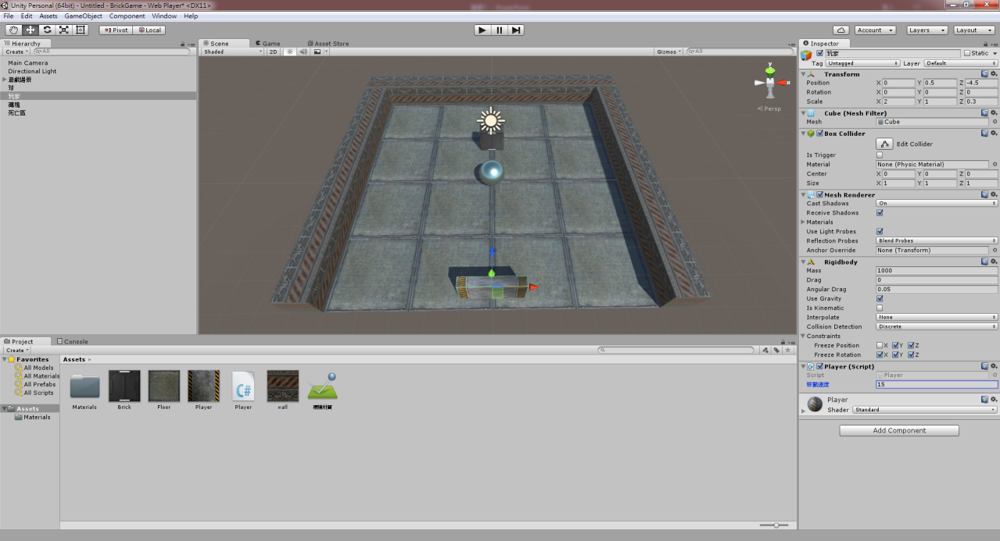 Unity Personal (64bit) - Untitled - BrickGame - Web Player* <DX11>
File Edit Assets GameObject Component Window Help
Pivot Local Account Layers Layout
Hierarchy
Create All
Main Camera
Directional Light
遊戲場景
球
玩家
磚塊
死亡區
Scene Game Asset Store
Shaded 2D Gizmos All
y
x
Persp
Project Console
Create
Favorites
All Models
All Materials
All Prefabs
All Scripts
Assets
Materials
Assets
C#
Materials Brick Floor Player Player wall 環境材質
Inspector
玩家 Static
Tag Untagged Layer Default
Transform
Position X 0 Y 0.5 Z -4.5
Rotation X 0 Y 0 Z 0
Scale X 2 Y 1 Z 0.3
Cube (Mesh Filter)
Mesh Cube
Box Collider
Edit Collider
Is Trigger
Material None (Physic Material)
Center X 0 Y 0 Z 0
Size X 1 Y 1 Z 1
Mesh Renderer
Cast Shadows On
Receive Shadows
Materials
Use Light Probes
Reflection Probes Blend Probes
Anchor Override None (Transform)
Rigidbody
Mass 1000
Drag 0
Angular Drag 0.05
Use Gravity
Is Kinematic
Interpolate None
Collision Detection Discrete
Constraints
Freeze Position X Y Z
Freeze Rotation X Y Z
Player (Script)
Script Player
移動速度 15
Player
Shader Standard
Add Component